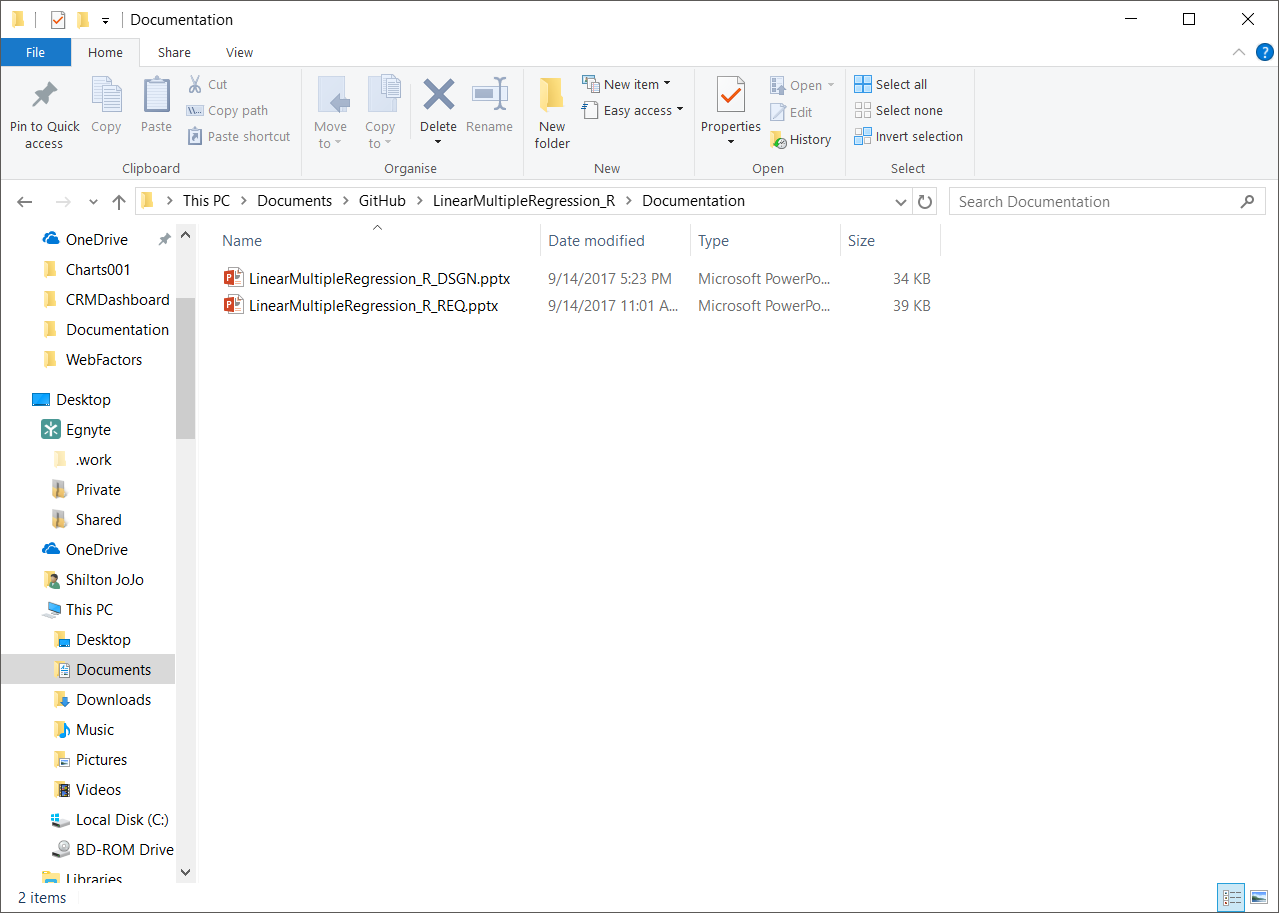 Documentation
File Home Share View
Pin to Quick access
Copy
Paste
Cut
Copy path
Paste shortcut
Clipboard
Move to
Copy to
Delete
Rename
Organise
New folder
New item
Easy access
New
Properties
Open
Edit
History
Open
Select all
Select none
Invert selection
Select
This PC > Documents > GitHub > LinearMultipleRegression_R > Documentation
Search Documentation
OneDrive
Charts001
CRMDashboard
Documentation
WebFactors
Desktop
Egnyte
.work
Private
Shared
OneDrive
Shilton JoJo
This PC
Desktop
Documents
Downloads
Music
Pictures
Videos
Local Disk (C:)
BD-ROM Drive
Libraries
Name Date modified Type Size
LinearMultipleRegression_R_DSGN.pptx 9/14/2017 5:23 PM Microsoft PowerPo... 34 KB
LinearMultipleRegression_R_REQ.pptx 9/14/2017 11:01 A... Microsoft PowerPo... 39 KB
2 items